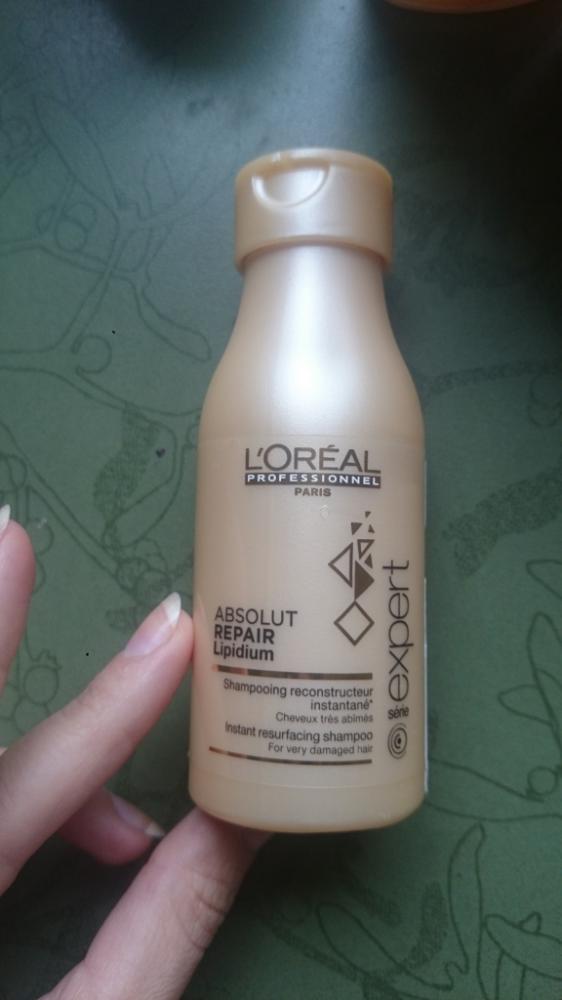 L'ORÉAL
PROFESSIONNEL
PARIS
ABSOLUT
REPAIR
Lipidium
Shampooing reconstructeur
instantané*
Cheveux très abîmés
Instant resurfacing shampoo
For very damaged hair
série expert